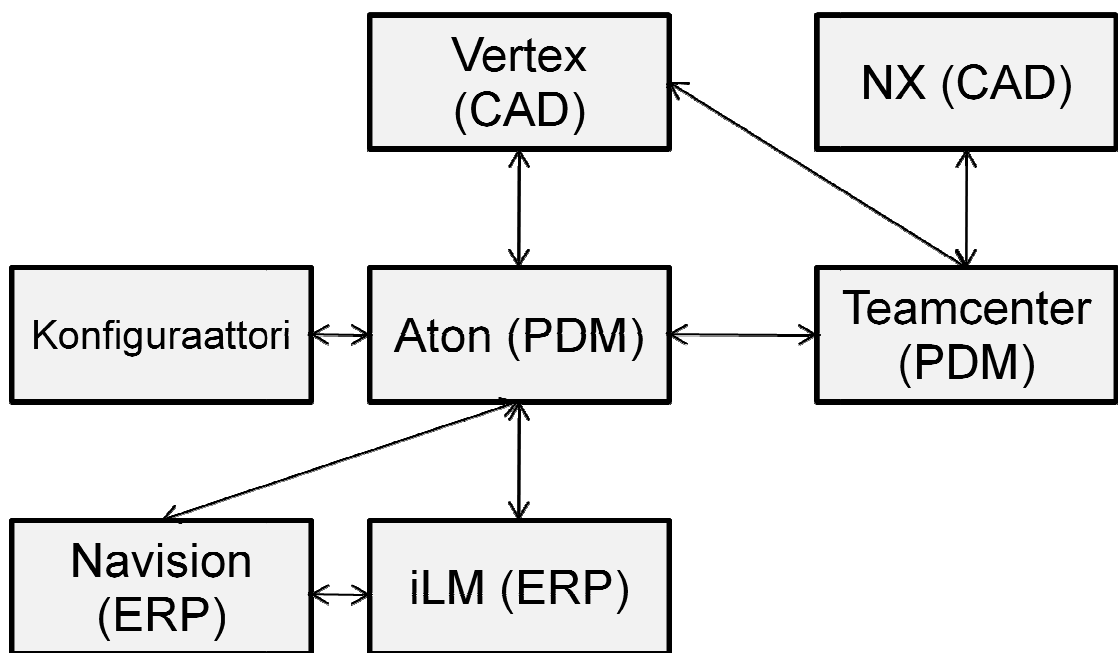 Vertex
(CAD)
NX (CAD)
Konfiguraattori
Aton (PDM)
Teamcenter
(PDM)
Navision
(ERP)
iLM (ERP)